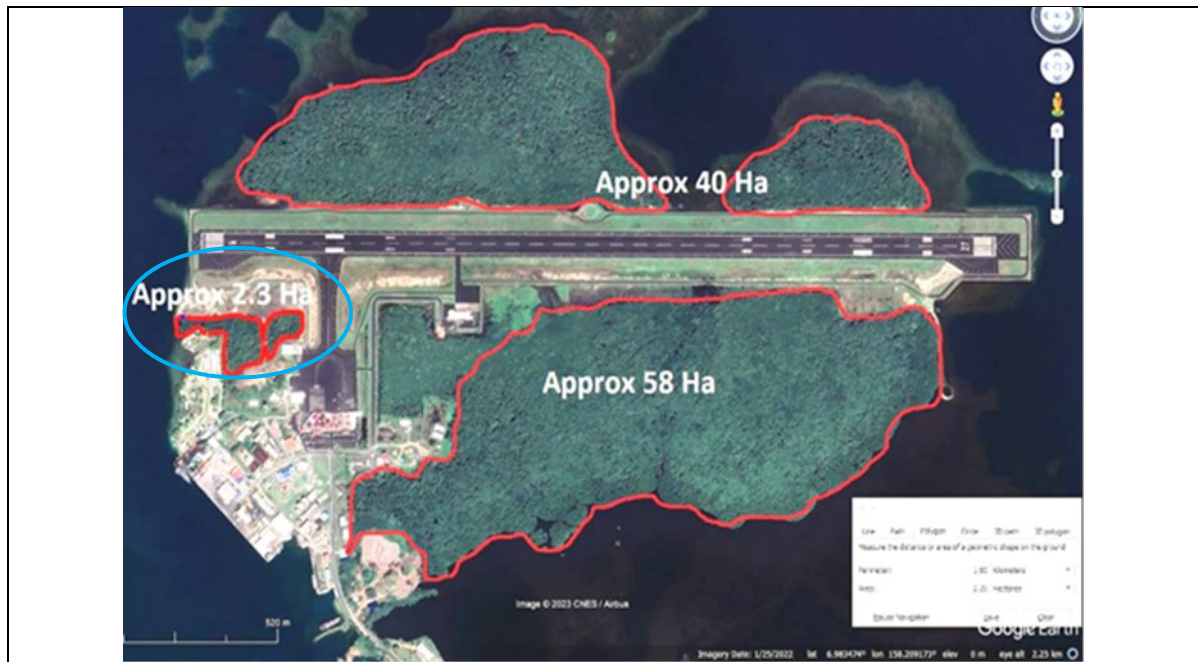 Approx 40 Ha
Approx 2.3 Ha
Approx 58 Ha
Line Path Polygon Circle 3D path 3D polygon
Measure the distance or area of a geometric shape on the ground
Perimeter: Kilometers
Area: Hectares
Mouse Navigation Save Clear
Image © 2023 CNES / Airbus
520 m
Google Earth
Imagery Date: 1/25/2022 lat 6.983474° lon 158.209173° elev 0 m eye alt 2.25 km